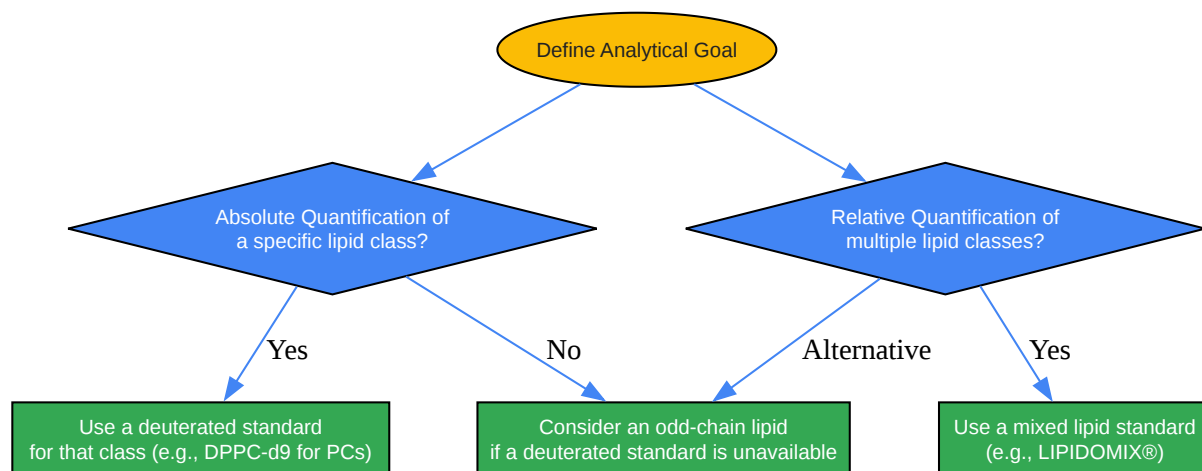 Define Analytical Goal
Absolute Quantification of
a specific lipid class?
Relative Quantification of
multiple lipid classes?
Yes
No
Alternative
Yes
Use a deuterated standard
for that class (e.g., DPPC-d9 for PCs)
Consider an odd-chain lipid
if a deuterated standard is unavailable
Use a mixed lipid standard
(e.g., LIPIDOMIX®)